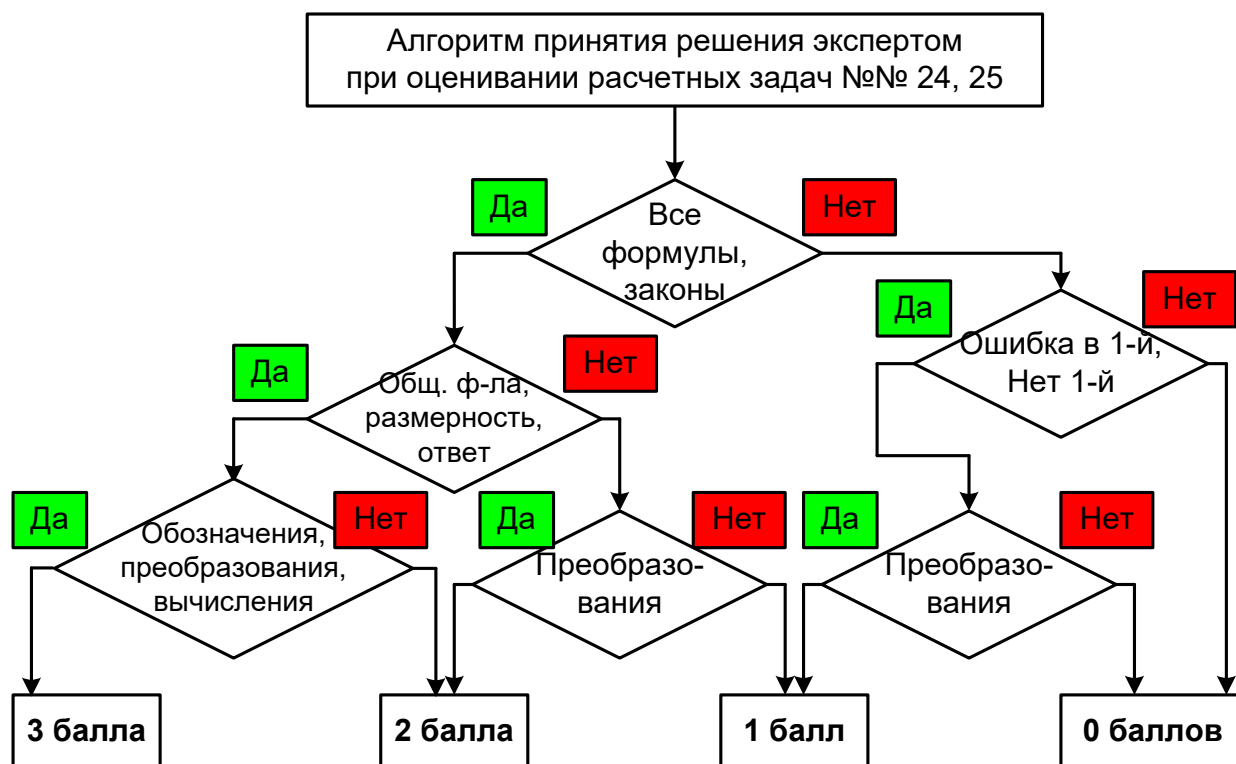 Алгоритм принятия решения экспертом
при оценивании расчетных задач №№ 24, 25
Да
Нет
Все
формулы,
законы
Да
Нет
Общ. ф-ла,
размерность,
ответ
Да
Нет
Ошибка в 1-й,
Нет 1-й
Да
Нет
Обозначения,
преобразования,
вычисления
Да
Нет
Преобразо-
вания
Да
Нет
Преобразо-
вания
3 балла
2 балла
1 балл
0 баллов